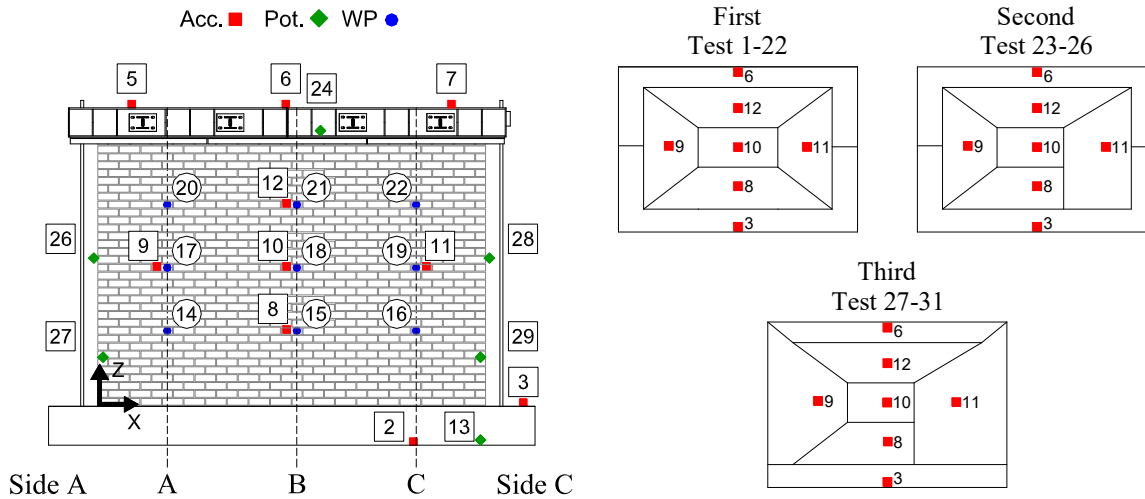 Acc. Pot. WP
5 6 24 7
20 12 21 22
26 9 17 10 18 19 11 28
27 14 8 15 16 29
Z
X
3
2 13
Side A A B C Side C
First
Test 1-22
6
12
9 10 11
8
3
Second
Test 23-26
6
12
9 10 11
8
3
Third
Test 27-31
6
12
9 10 11
8
3